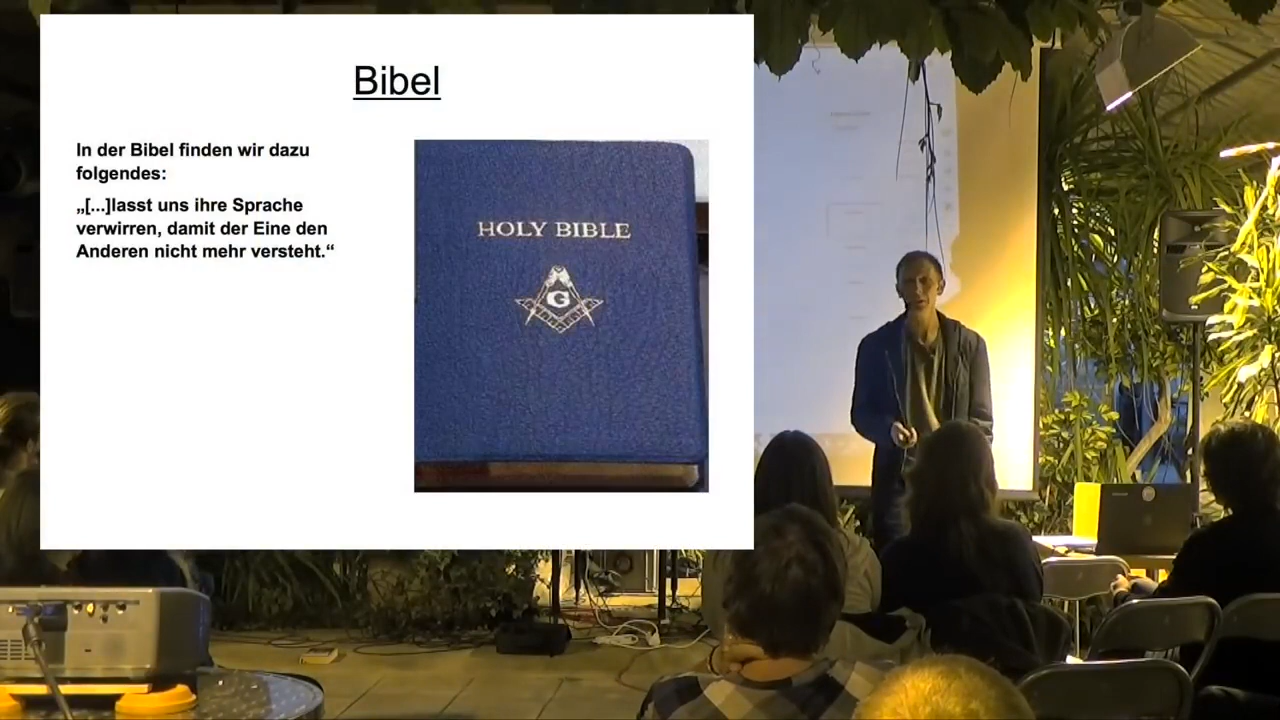 Bibel
In der Bibel finden wir dazu
folgendes:
„[...]lasst uns ihre Sprache
verwirren, damit der Eine den
Anderen nicht mehr versteht.“
HOLY BIBLE
G